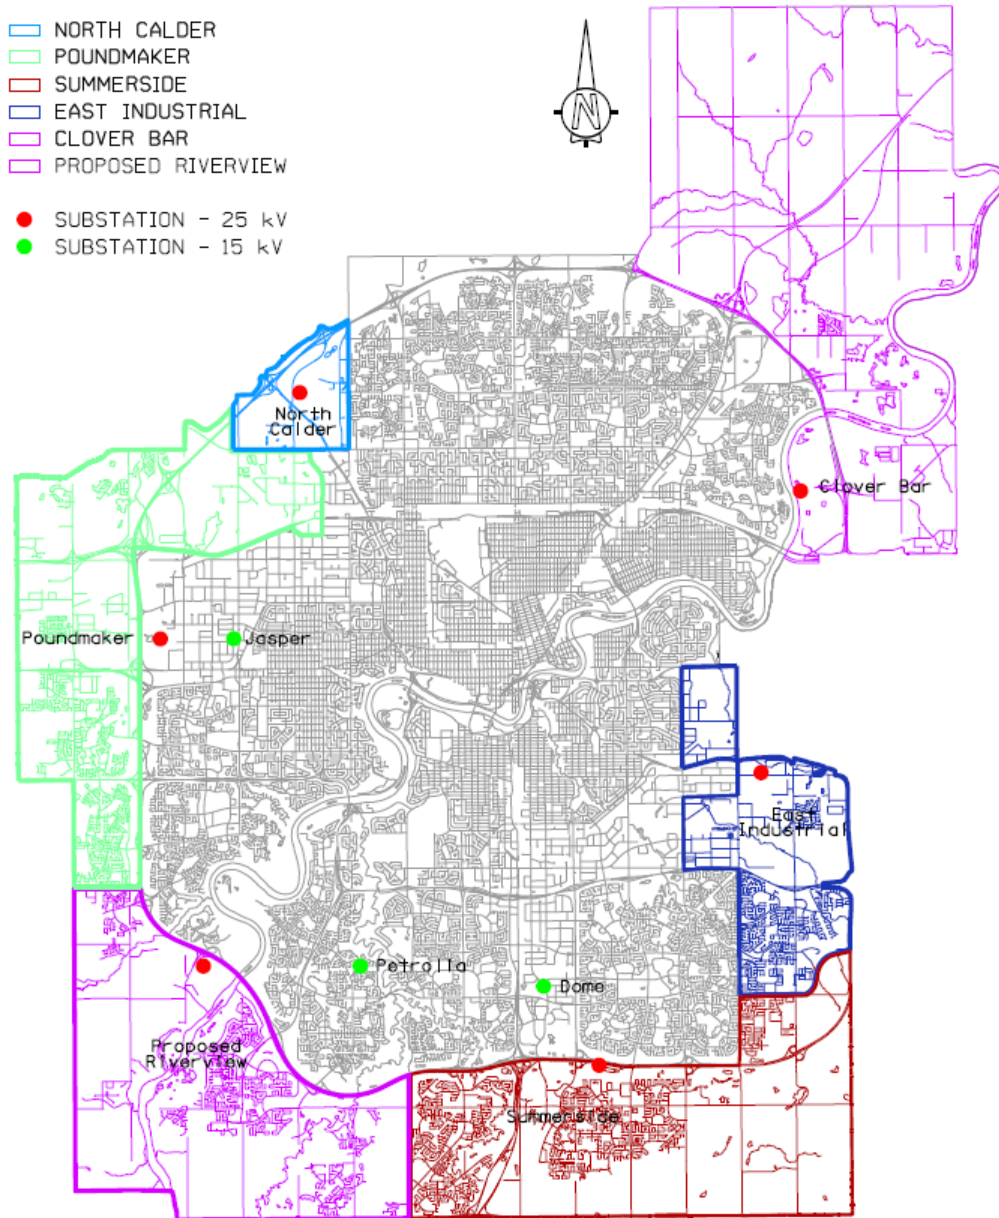 NORTH CALDER
POUNDMAKER
SUMMERSIDE
EAST INDUSTRIAL
CLOVER BAR
PROPOSED RIVERVIEW
SUBSTATION - 25 kV
SUBSTATION - 15 kV
N
North
Calder
Clover Bar
Poundmaker
Jasper
East
Industrial
Petrolia
Dome
Proposed
Riverview
Summerside